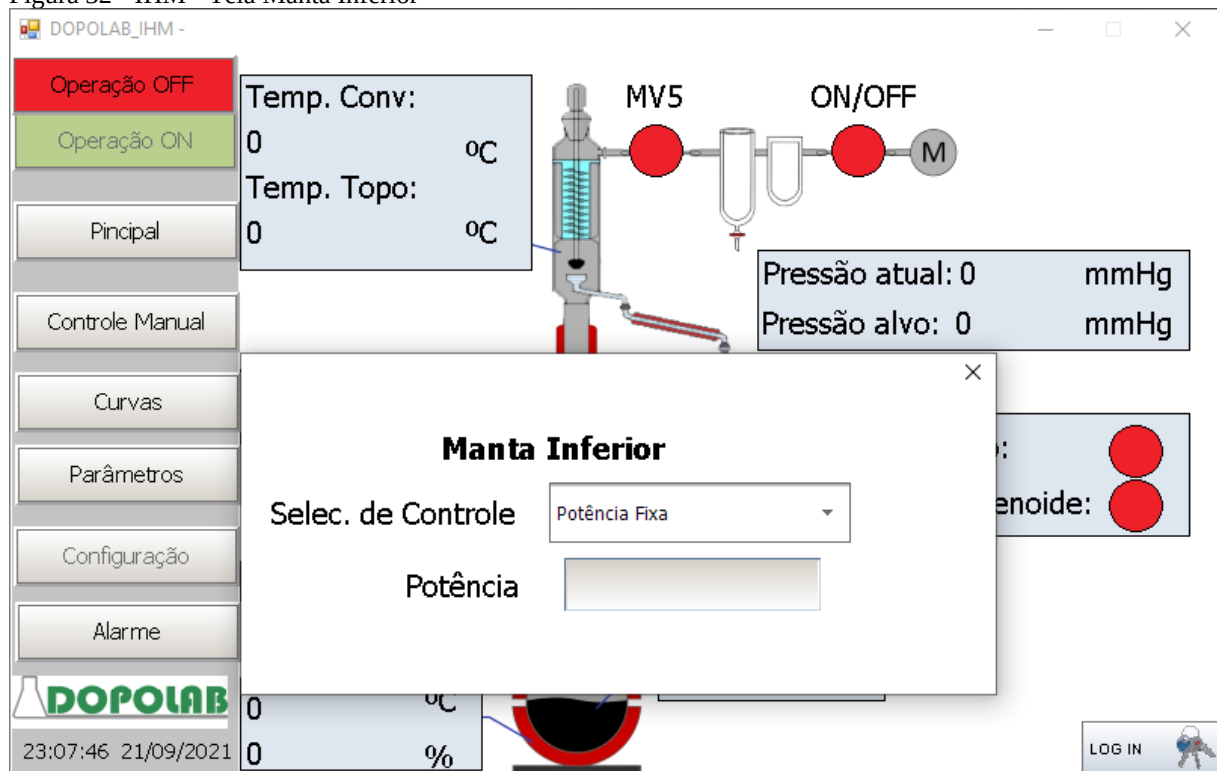 DOPOLAB_IHM -
Operação OFF
Operação ON
Pincipal
Controle Manual
Curvas
Parâmetros
Configuração
Alarme
DOPOLAB
23:07:46 21/09/2021
Temp. Conv:
0 ºC
Temp. Topo:
0 ºC
MV5 ON/OFF
M
Pressão atual: 0 mmHg
Pressão alvo: 0 mmHg
Manta Inferior
Selec. de Controle Potência Fixa
Potência
enoide:
0 ºC
0 %
LOG IN